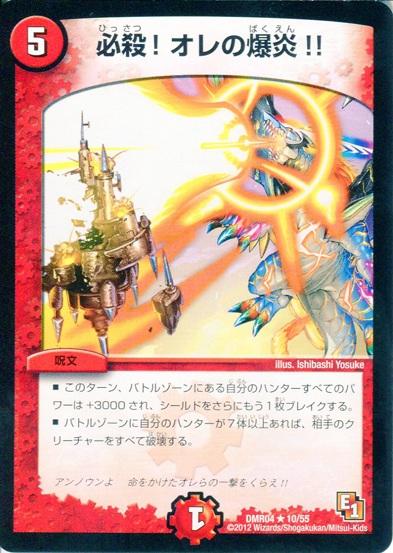 5
ひっさつ ばくえん
必殺!オレの爆炎!!
呪文
illus. Ishibashi Yosuke
■ このターン、バトルゾーンにある自分のハンターすべてのパ
ワーは+3000され、シールドをさらにもう1枚ブレイクする。
■ バトルゾーンに自分のハンターが7体以上あれば、相手のク
リーチャーをすべて破壊する。
アンノウンよ 命をかけたオレらの一撃をくらえ!!
1
DMR04 ★ 10/55
©2012 Wizards/Shogakukan/Mitsui-Kids
E1